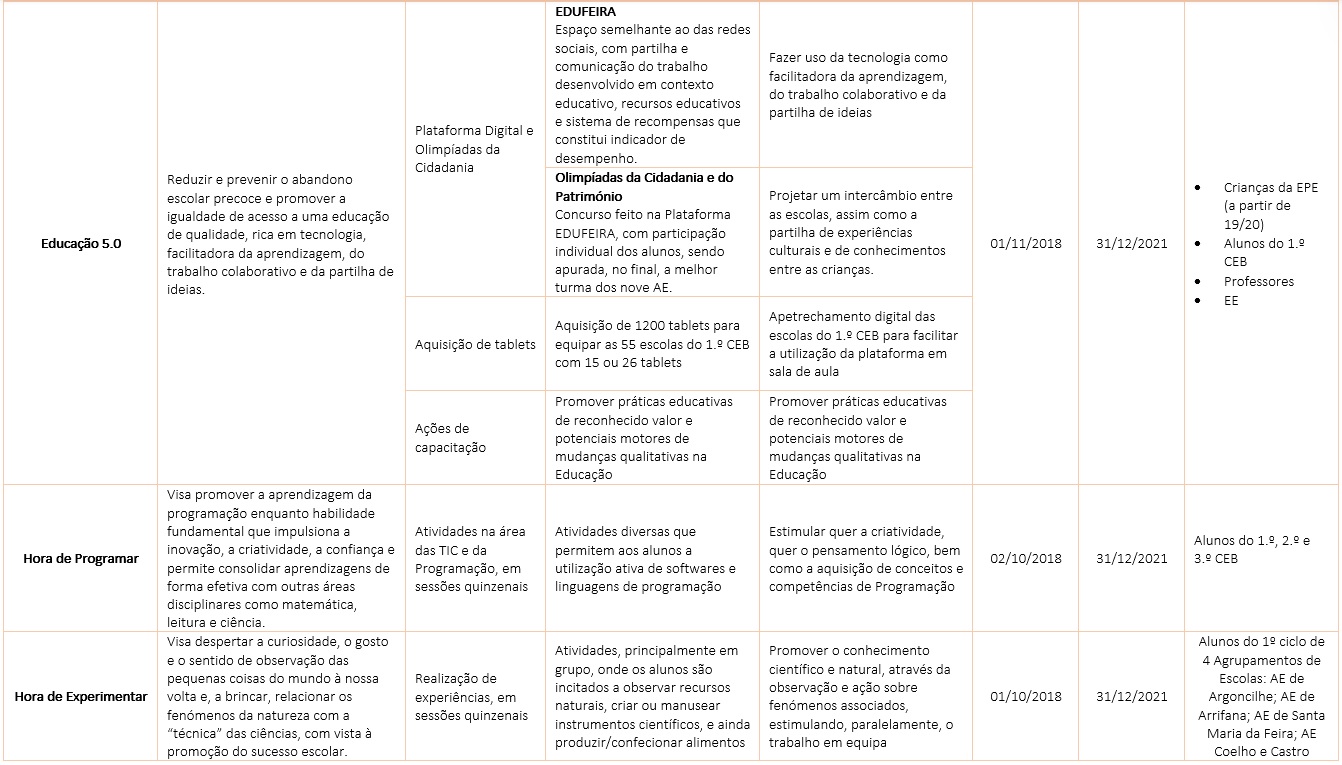 Educação 5.0
Reduzir e prevenir o abandono
escolar precoce e promover a
igualdade de acesso a uma educação
de qualidade, rica em tecnologia,
facilitadora da aprendizagem, do
trabalho colaborativo e da partilha de
ideias.
Plataforma Digital e
Olimpíadas da
Cidadania
EDUFEIRA
Espaço semelhante ao das redes
sociais, com partilha e
comunicação do trabalho
desenvolvido em contexto
educativo, recursos educativos
e sistema de recompensas que
constitui indicador de
desempenho.
Fazer uso da tecnologia como
facilitadora da aprendizagem,
do trabalho colaborativo e da
partilha de ideias
Olimpíadas da Cidadania e do
Património
Concurso feito na Plataforma
EDUFEIRA, com participação
individual dos alunos, sendo
apurada, no final, a melhor
turma dos nove AE.
Projetar um intercâmbio entre
as escolas, assim como a
partilha de experiências
culturais e de conhecimentos
entre as crianças.
Aquisição de tablets
Aquisição de 1200 tablets para
equipar as 55 escolas do 1.º CEB
com 15 ou 26 tablets
Apetrechamento digital das
escolas do 1.º CEB para facilitar
a utilização da plataforma em
sala de aula
Ações de
capacitação
Promover práticas educativas
de reconhecido valor e
potenciais motores de
mudanças qualitativas na
Educação
Promover práticas educativas
de reconhecido valor e
potenciais motores de
mudanças qualitativas na
Educação
01/11/2018
31/12/2021
• Crianças da EPE
(a partir de
19/20)
• Alunos do 1.º
CEB
• Professores
• EE
Hora de Programar
Visa promover a aprendizagem da
programação enquanto habilidade
fundamental que impulsiona a
inovação, a criatividade, a confiança e
permite consolidar aprendizagens de
forma efetiva com outras áreas
disciplinares como matemática,
leitura e ciência.
Atividades na área
das TIC e da
Programação, em
sessões quinzenais
Atividades diversas que
permitem aos alunos a
utilização ativa de softwares e
linguagens de programação
Estimular quer a criatividade,
quer o pensamento lógico, bem
como a aquisição de conceitos e
competências de Programação
02/10/2018
31/12/2021
Alunos do 1.º, 2.º e
3.º CEB
Hora de Experimentar
Visa despertar a curiosidade, o gosto
e o sentido de observação das
pequenas coisas do mundo à nossa
volta e, a brincar, relacionar os
fenómenos da natureza com a
“técnica” das ciências, com vista à
promoção do sucesso escolar.
Realização de
experiências, em
sessões quinzenais
Atividades, principalmente em
grupo, onde os alunos são
incitados a observar recursos
naturais, criar ou manusear
instrumentos científicos, e ainda
produzir/confecionar alimentos
Promover o conhecimento
científico e natural, através da
observação e ação sobre
fenómenos associados,
estimulando, paralelamente, o
trabalho em equipa
01/10/2018
31/12/2021
Alunos do 1º ciclo de
4 Agrupamentos de
Escolas: AE de
Argoncilhe; AE de
Arrifana; AE de Santa
Maria da Feira; AE
Coelho e Castro